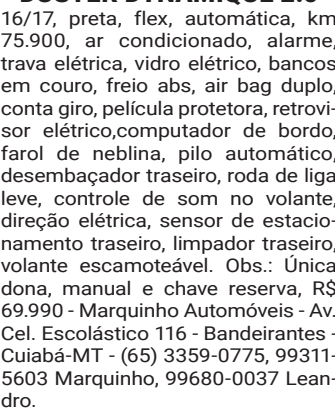 DUSTER DYNAMIQUE 2.0
16/17, preta, flex, automática, km
75.900, ar condicionado, alarme,
trava elétrica, vidro elétrico, bancos
em couro, freio abs, air bag duplo,
conta giro, película protetora, retrovi-
sor elétrico,computador de bordo,
farol de neblina, pilo automático,
desembaçador traseiro, roda de liga
leve, controle de som no volante,
direção elétrica, sensor de estacio-
namento traseiro, limpador traseiro,
volante escamoteável. Obs.: Única
dona, manual e chave reserva, R$
69.990 - Marquinho Automóveis - Av.
Cel. Escolástico 116 - Bandeirantes -
Cuiabá-MT - (65) 3359-0775, 99311-
5603 Marquinho, 99680-0037 Lean-
dro.